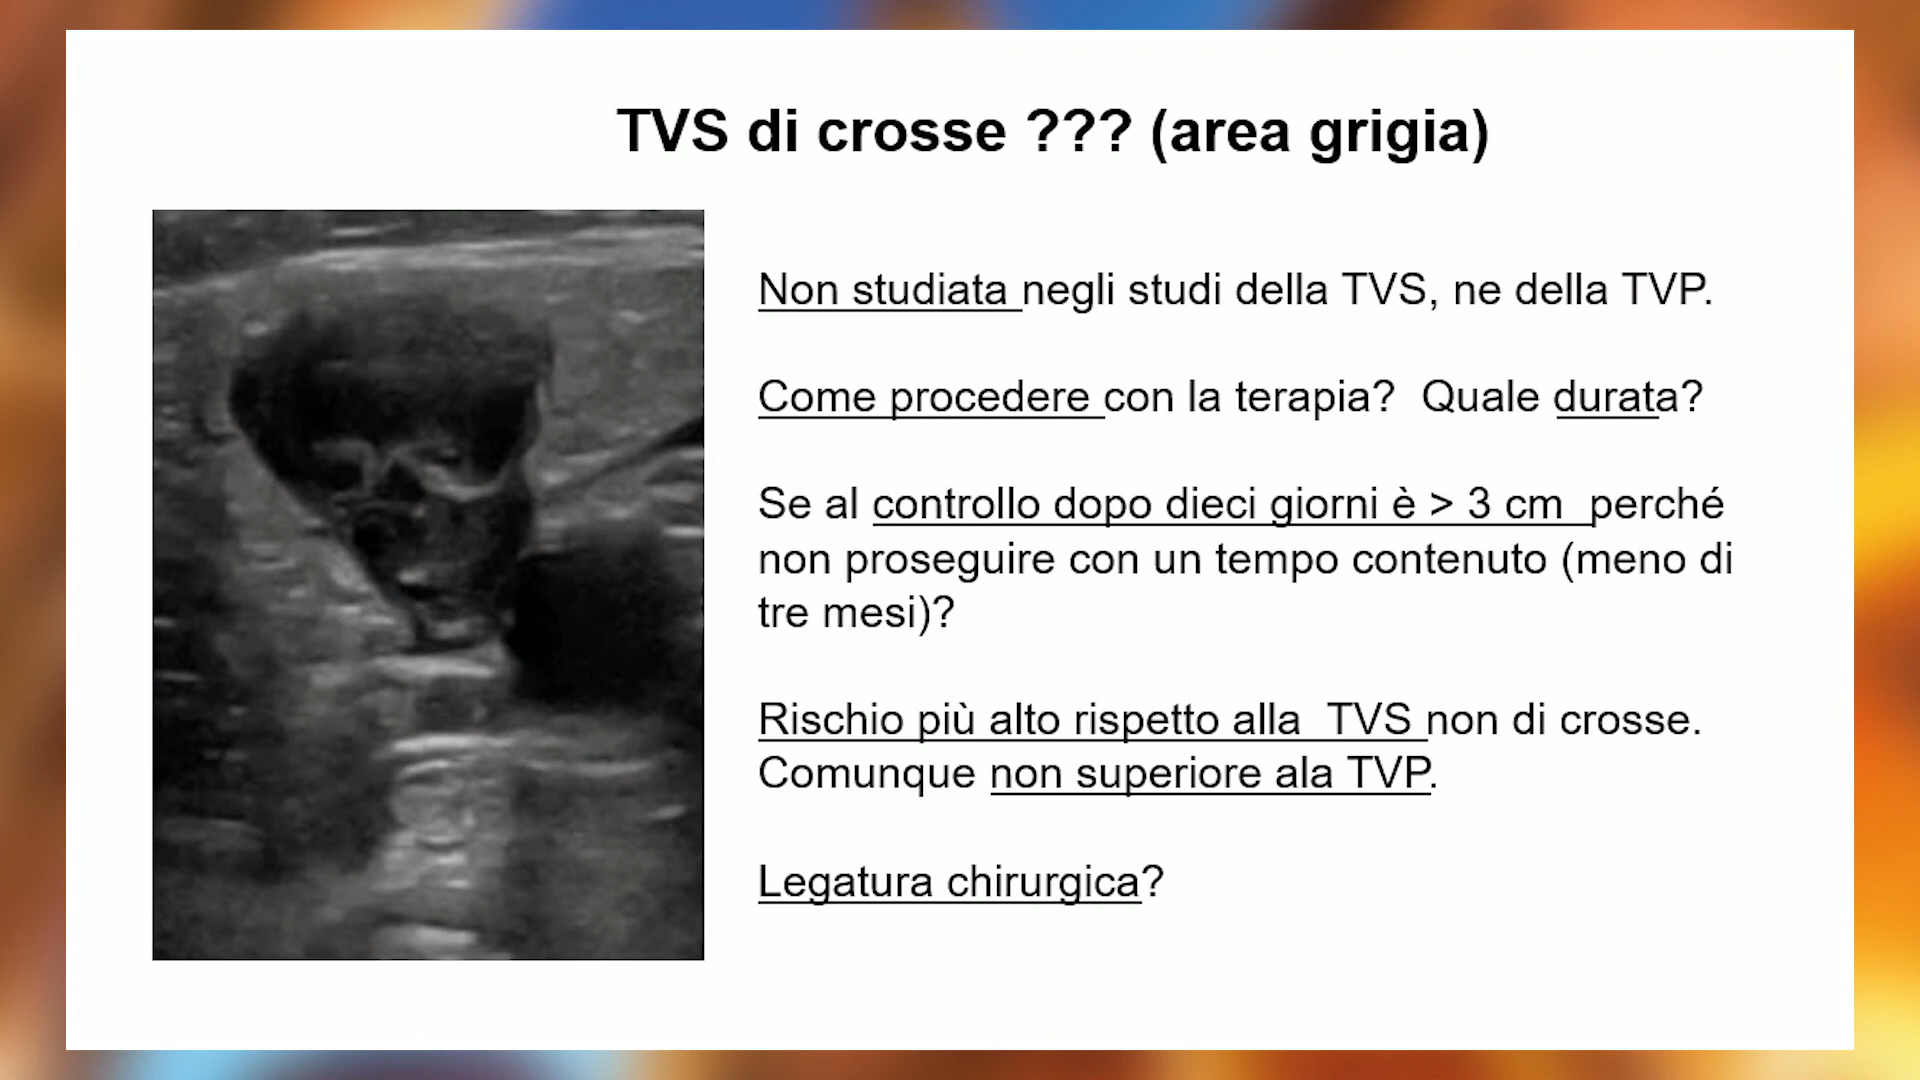 TVS di crosse ??? (area grigia)
Non studiata negli studi della TVS, ne della TVP.
Come procedere con la terapia? Quale durata?
Se al controllo dopo dieci giorni è > 3 cm perché
non proseguire con un tempo contenuto (meno di
tre mesi)?
Rischio più alto rispetto alla TVS non di crosse.
Comunque non superiore ala TVP.
Legatura chirurgica?